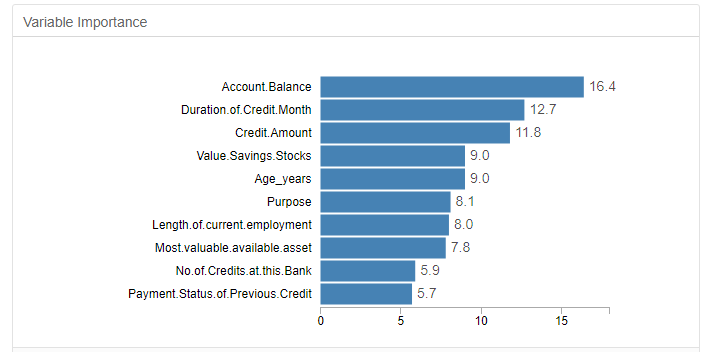 Variable Importance
Account.Balance 16.4
Duration.of.Credit.Month 12.7
Credit.Amount 11.8
Value.Savings.Stocks 9.0
Age_years 9.0
Purpose 8.1
Length.of.current.employment 8.0
Most.valuable.available.asset 7.8
No.of.Credits.at.this.Bank 5.9
Payment.Status.of.Previous.Credit 5.7
0 5 10 15